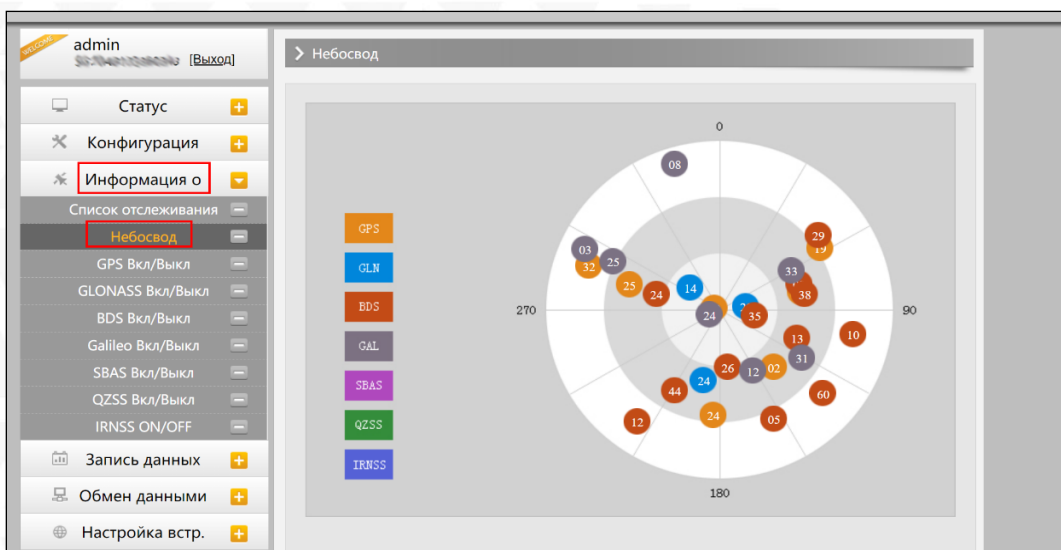 WELCOME
admin
[Выход]
Статус
Конфигурация
Информация о
Список отслеживания
Небосвод
GPS Вкл/Выкл
GLONASS Вкл/Выкл
BDS Вкл/Выкл
Galileo Вкл/Выкл
SBAS Вкл/Выкл
QZSS Вкл/Выкл
IRNSS ON/OFF
Запись данных
Обмен данными
Настройка встр.
Небосвод
GPS
GLN
BDS
GAL
SBAS
QZSS
IRNSS
0
08
29
19
03
32
25
33
25
24
14
38
270
24
35
90
13
10
31
26
12
02
24
44
60
12
24
05
180